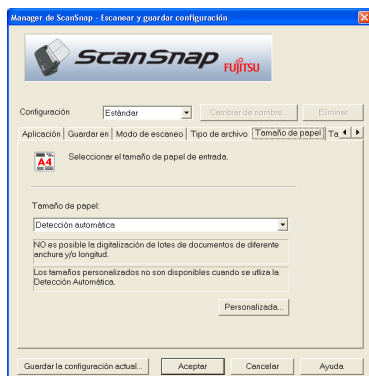 Manager de ScanSnap - Escanear y guardar configuración
ScanSnap
FUJITSU
Configuración
Estándar
Cambiar de nombre...
Eliminar
Aplicación
Guardar en
Modo de escaneo
Tipo de archivo
Tamaño de papel
Ta
A4
Seleccionar el tamaño de papel de entrada.
Tamaño de papel:
Detección automática
NO es posible la digitalización de lotes de documentos de diferente
anchura y/o longitud.
Los tamaños personalizados no son disponibles cuando se utliza la
Detección Automática.
Personalizada...
Guardar la configuración actual...
Aceptar
Cancelar
Ayuda